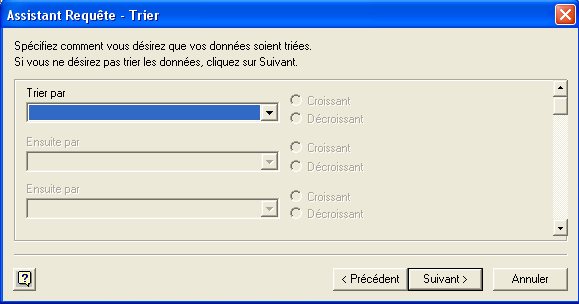 Assistant Requête - Trier
Spécifiez comment vous désirez que vos données soient triées.
Si vous ne désirez pas trier les données, cliquez sur Suivant.
Trier par
Croissant
Décroissant
Ensuite par
Croissant
Décroissant
Ensuite par
Croissant
Décroissant
?
< Précédent
Suivant >
Annuler